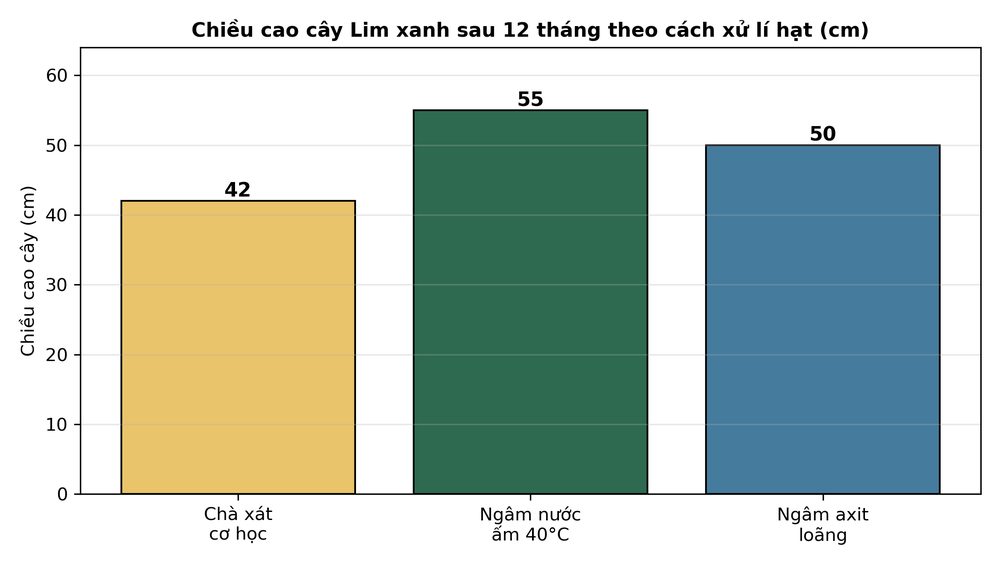 Chiều cao cây Lim xanh sau 12 tháng theo cách xử lí hạt (cm)
Chiều cao cây (cm)
60
50
40
30
20
10
0
42
55
50
Chà xát
cơ học
Ngâm nước
ấm 40°C
Ngâm axit
loãng